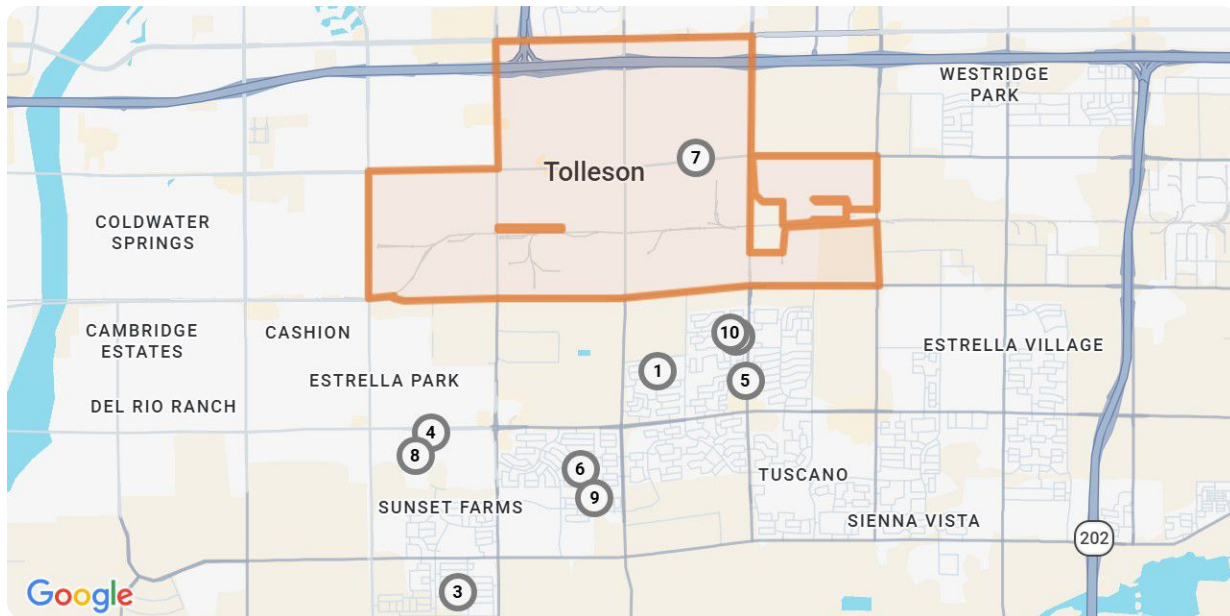 WESTRIDGE
PARK
7
Tolleson
COLDWATER
SPRINGS
CAMBRIDGE
ESTATES
CASHION
10
ESTRELLA VILLAGE
1
ESTRELLA PARK
5
DEL RIO RANCH
4
8
6
TUSCANO
9
SUNSET FARMS
SIENNA VISTA
202
3
Google